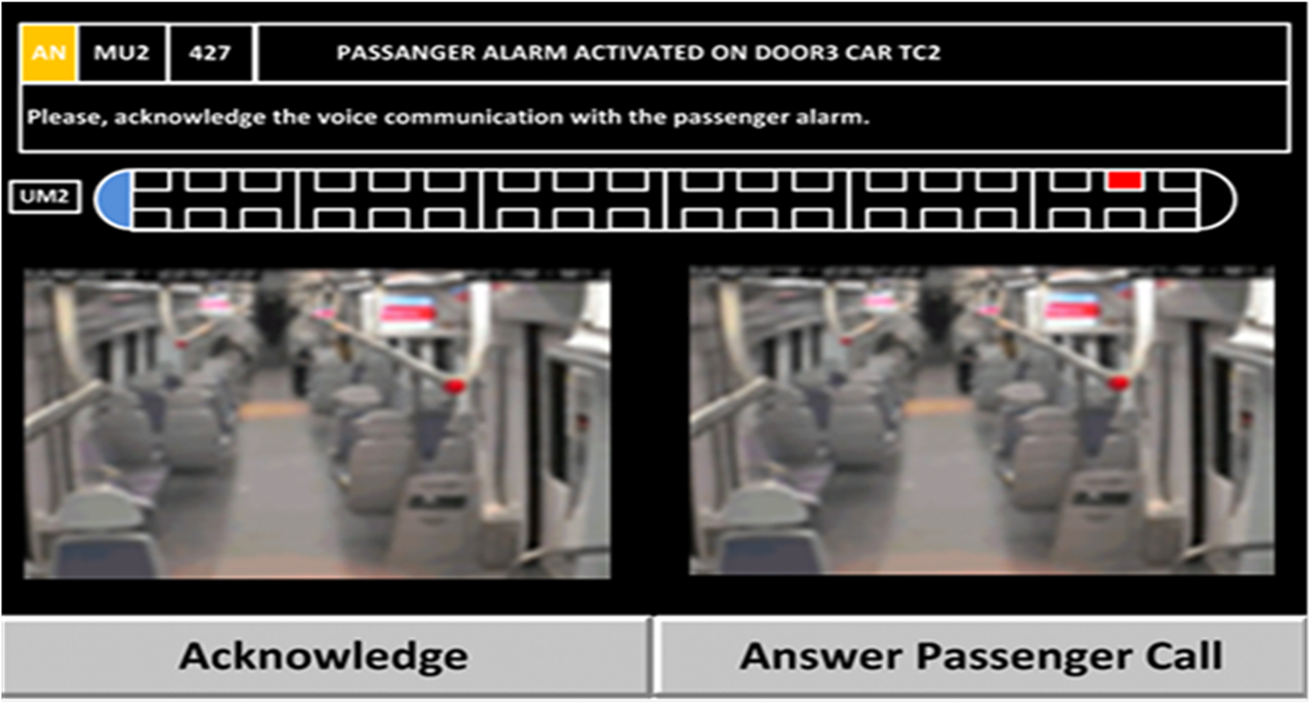 AN MU2 427 PASSANGER ALARM ACTIVATED ON DOOR3 CAR TC2
Please, acknowledge the voice communication with the passenger alarm.
UM2
Acknowledge Answer Passenger Call